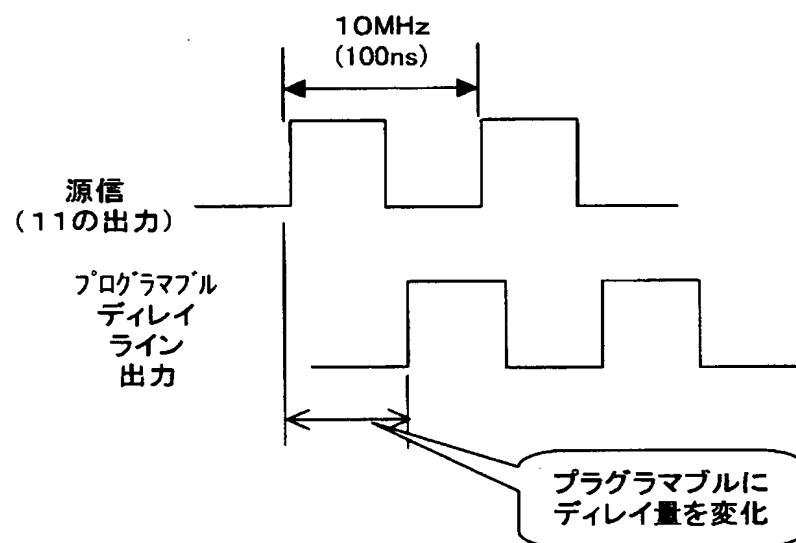 10MHz
(100ns)
源信
(11の出力)
プログラマブル
ディレイ
ライン
出力
プラグラマブルに
ディレイ量を変化